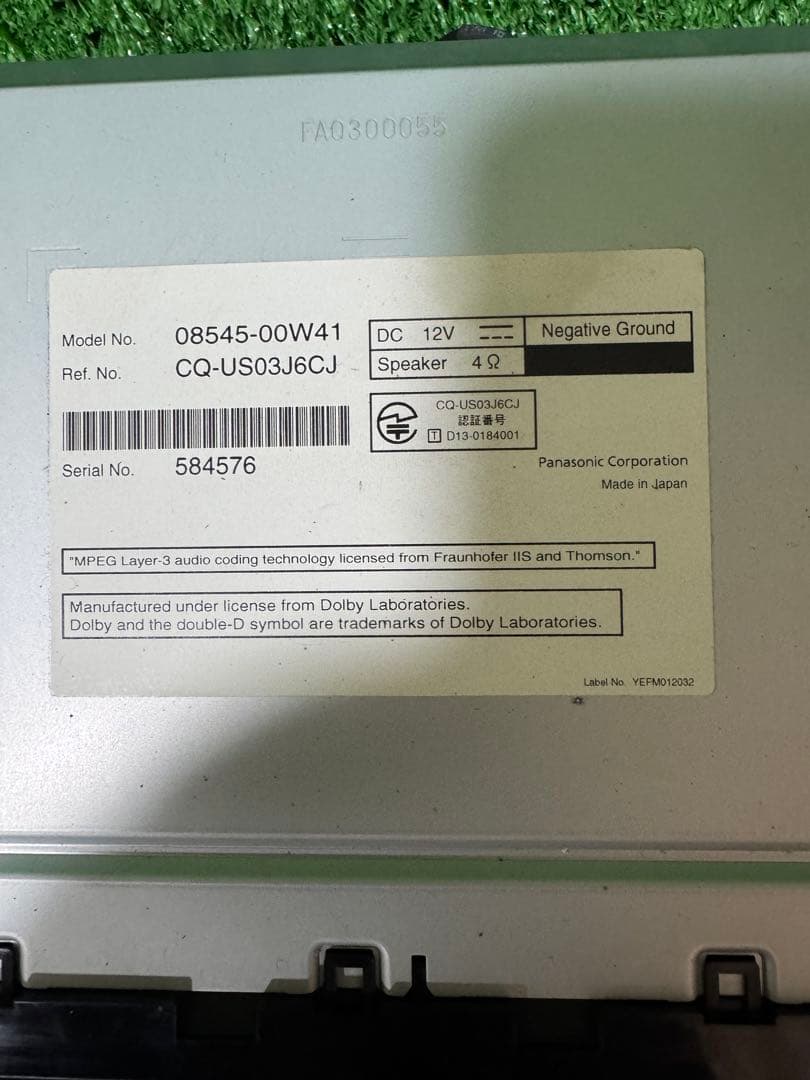 FA0300055
Model No. 08545-00W41
Ref. No. CQ-US03J6CJ
DC 12V
Negative Ground
Speaker 4Ω
CQ-US03J6CJ
認証番号
T D13-0184001
Serial No. 584576
Panasonic Corporation
Made in Japan
"MPEG Layer-3 audio coding technology licensed from Fraunhofer IIS and Thomson."
Manufactured under license from Dolby Laboratories.
Dolby and the double-D symbol are trademarks of Dolby Laboratories.
Label No. YEFM012032